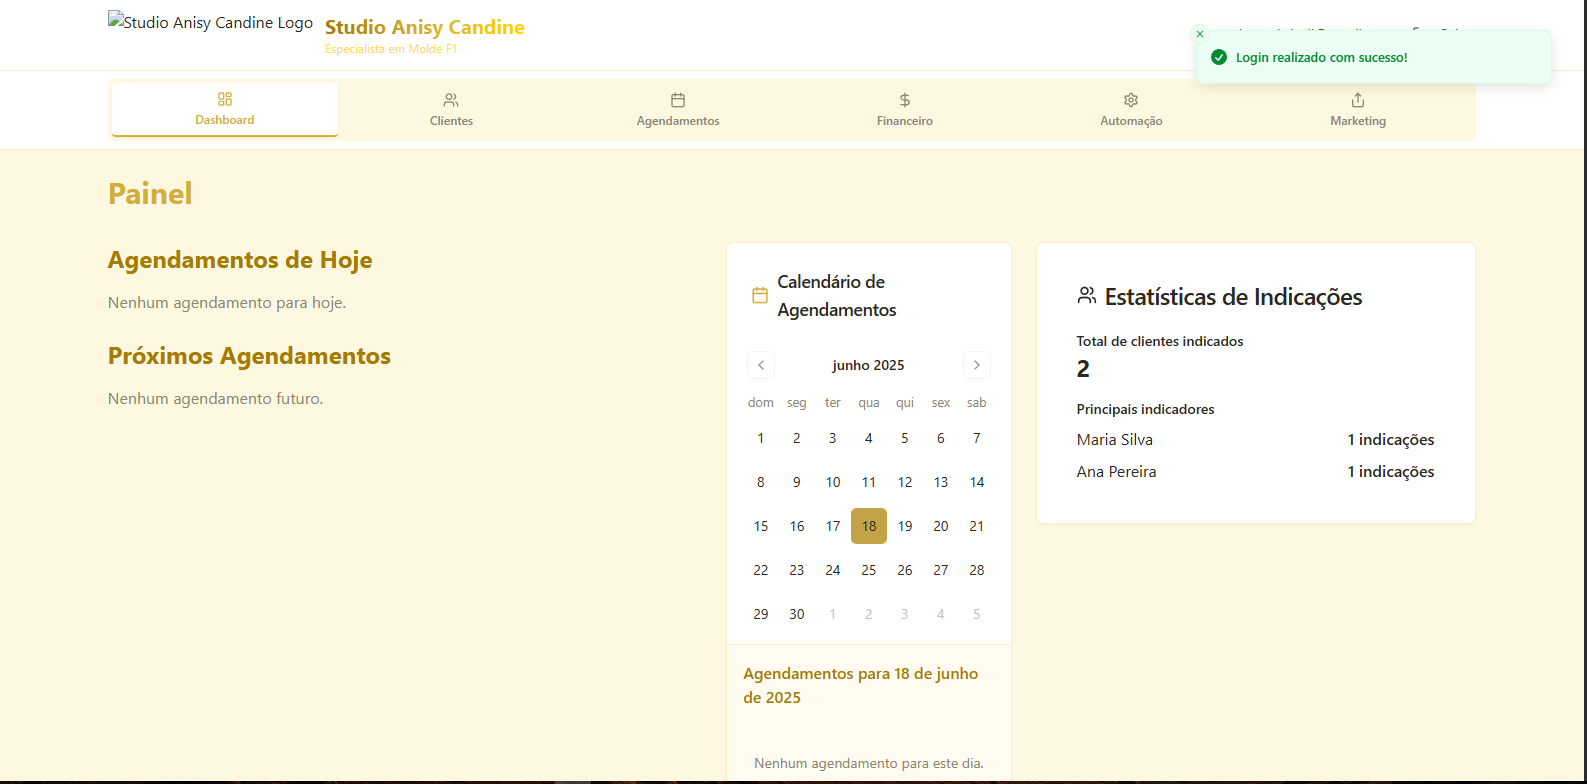 Studio Anisy Candine Logo
Studio Anisy Candine
Especialista em Molde F1
Login realizado com sucesso!
Dashboard
Clientes
Agendamentos
Financeiro
Automação
Marketing
Painel
Agendamentos de Hoje
Nenhum agendamento para hoje.
Próximos Agendamentos
Nenhum agendamento futuro.
Calendário de
Agendamentos
junho 2025
dom seg ter qua qui sex sab
1 2 3 4 5 6 7
8 9 10 11 12 13 14
15 16 17 18 19 20 21
22 23 24 25 26 27 28
29 30 1 2 3 4 5
Agendamentos para 18 de junho
de 2025
Nenhum agendamento para este dia.
Estatísticas de Indicações
Total de clientes indicados
2
Principais indicadores
Maria Silva 1 indicações
Ana Pereira 1 indicações